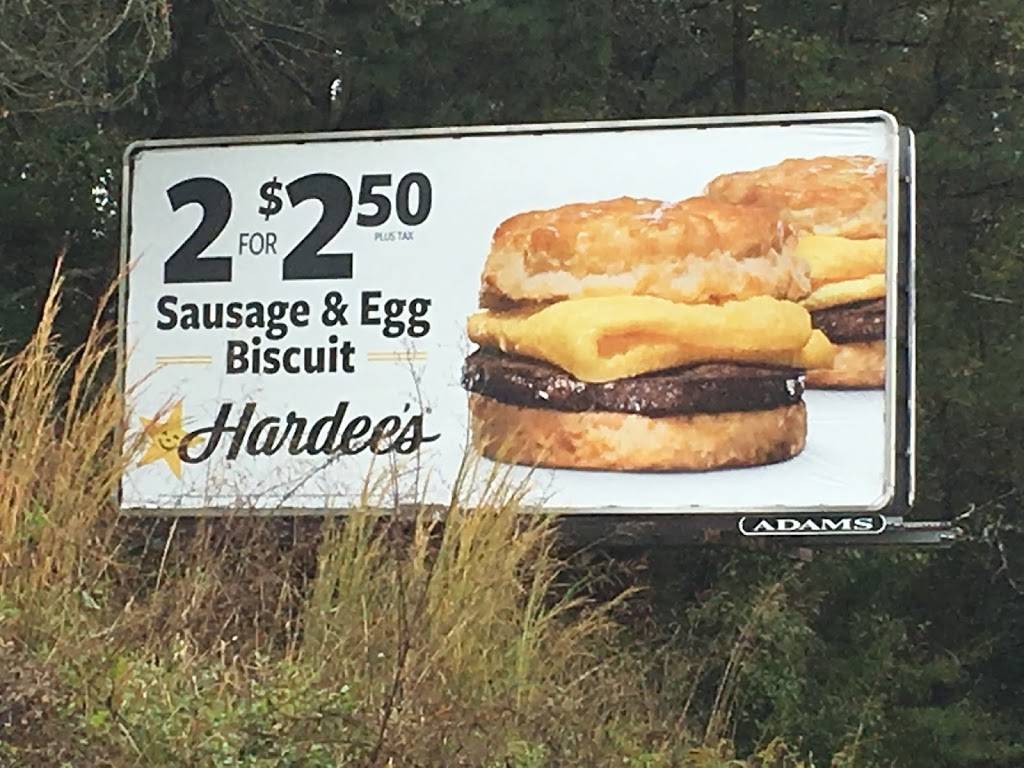 2 FOR $2.50
PLUS TAX
Sausage & Egg
Biscuit
Hardee's
ADAMS